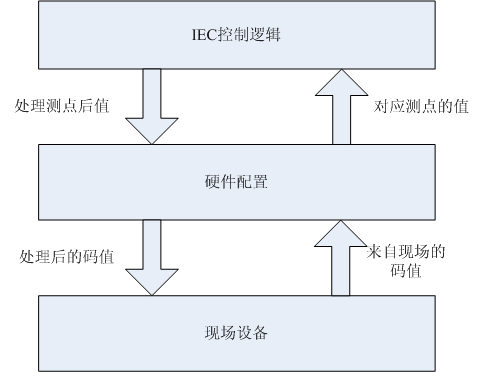 IEC控制逻辑
处理测点后值
对应测点的值
硬件配置
处理后的码值
来自现场的
码值
现场设备